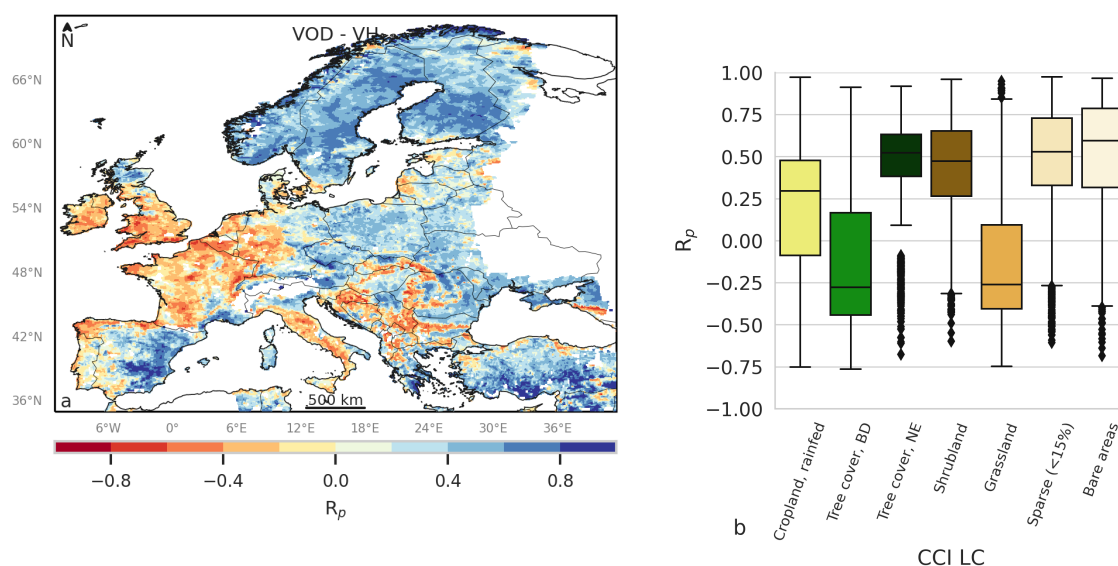 VOD - VH
N
66°N
60°N
54°N
48°N
42°N
36°N
a
500 km
6°W 0° 6°E 12°E 18°E 24°E 30°E 36°E
−0.8 −0.4 0.0 0.4 0.8
Rp
1.00
0.75
0.50
0.25
0.00
−0.25
−0.50
−0.75
−1.00
Rp
Cropland, rainfed
Tree cover, BD
Tree cover, NE
Shrubland
Grassland
Sparse (<15%)
Bare areas
b
CCI LC